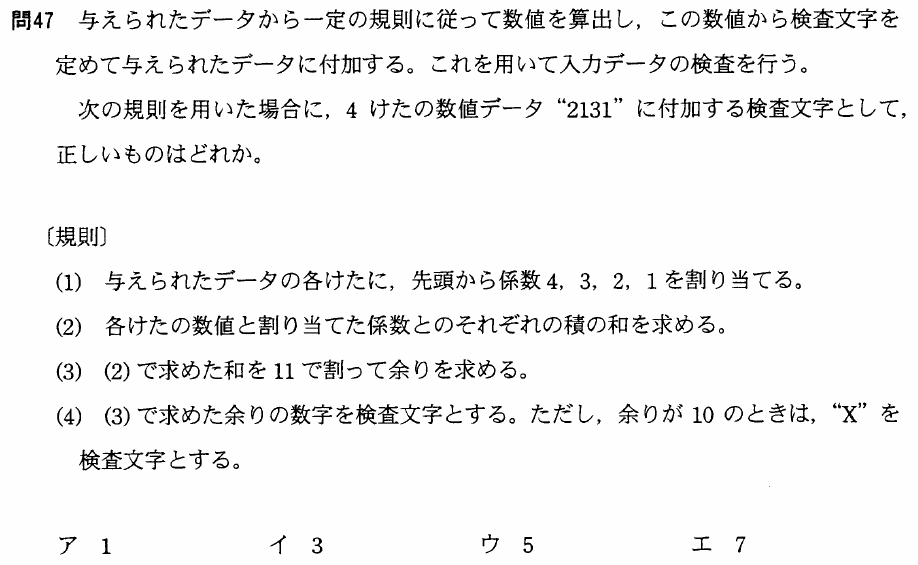 問47 与えられたデータから一定の規則に従って数値を算出し，この数値から検査文字を
定めて与えられたデータに付加する。これを用いて入力データの検査を行う。
次の規則を用いた場合に，4 けたの数値データ“2131”に付加する検査文字として，
正しいものはどれか。
〔規則〕
(1) 与えられたデータの各けたに，先頭から係数 4，3，2，1 を割り当てる。
(2) 各けたの数値と割り当てた係数とのそれぞれの積の和を求める。
(3) (2) で求めた和を 11 で割って余りを求める。
(4) (3) で求めた余りの数字を検査文字とする。ただし，余りが 10 のときは，“X”を
検査文字とする。
ア 1 イ 3 ウ 5 エ 7